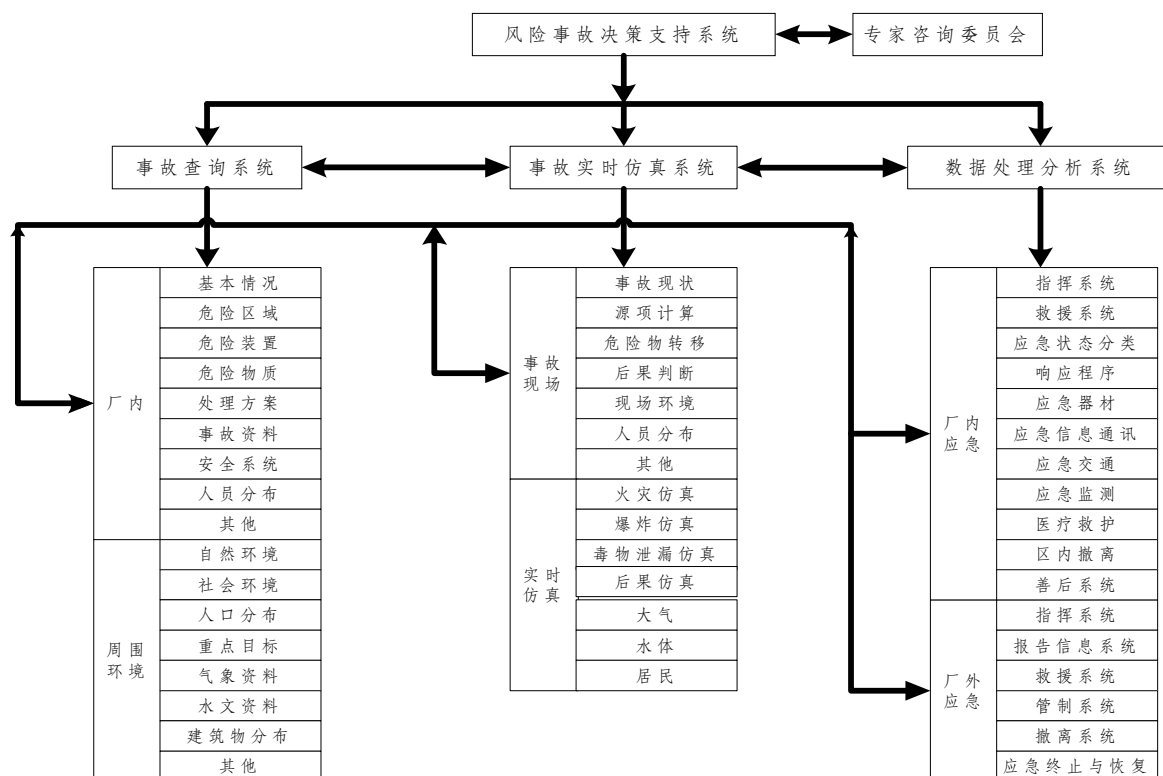 风险事故决策支持系统
专家咨询委员会
事故查询系统
事故实时仿真系统
数据处理分析系统
厂内
基本情况
危险区域
危险装置
危险物质
处理方案
事故资料
安全系统
人员分布
其他
周围
环境
自然环境
社会环境
人口分布
重点目标
气象资料
水文资料
建筑物分布
其他
事故
现场
事故现状
源项计算
危险物转移
后果判断
现场环境
人员分布
其他
实时
仿真
火灾仿真
爆炸仿真
毒物泄漏仿真
后果仿真
大气
水体
居民
厂内
应急
指挥系统
救援系统
应急状态分类
响应程序
应急器材
应急信息通讯
应急交通
应急监测
医疗救护
区内撤离
善后系统
厂外
应急
指挥系统
报告信息系统
救援系统
管制系统
撤离系统
应急终止与恢复